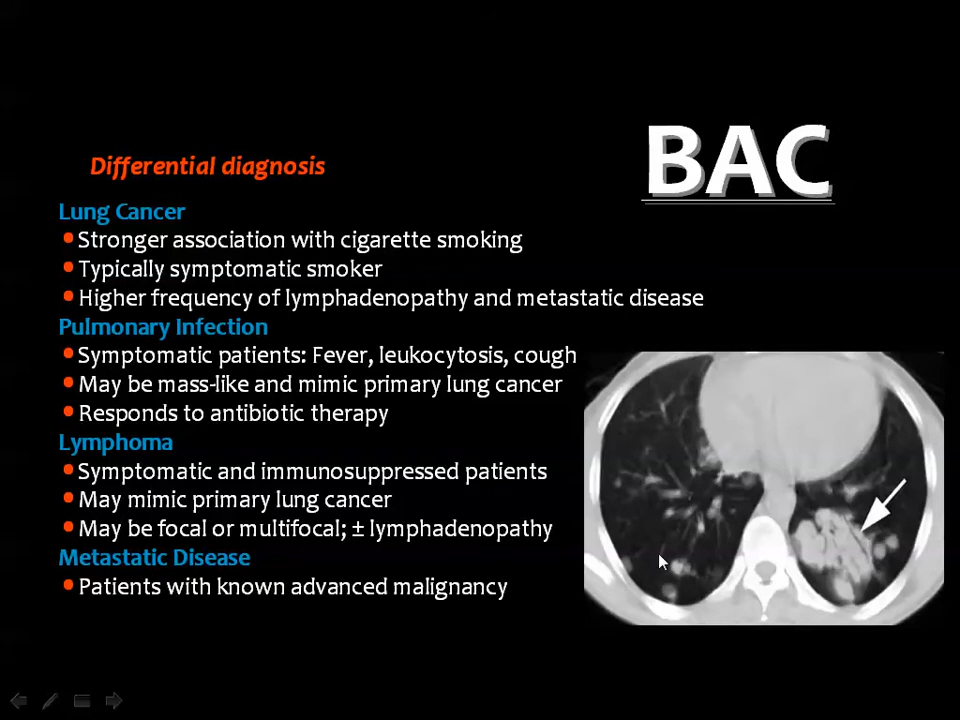 BAC
Differential diagnosis
Lung Cancer
•Stronger association with cigarette smoking
•Typically symptomatic smoker
•Higher frequency of lymphadenopathy and metastatic disease
Pulmonary Infection
•Symptomatic patients: Fever, leukocytosis, cough
•May be mass-like and mimic primary lung cancer
•Responds to antibiotic therapy
Lymphoma
•Symptomatic and immunosuppressed patients
•May mimic primary lung cancer
•May be focal or multifocal; ± lymphadenopathy
Metastatic Disease
•Patients with known advanced malignancy